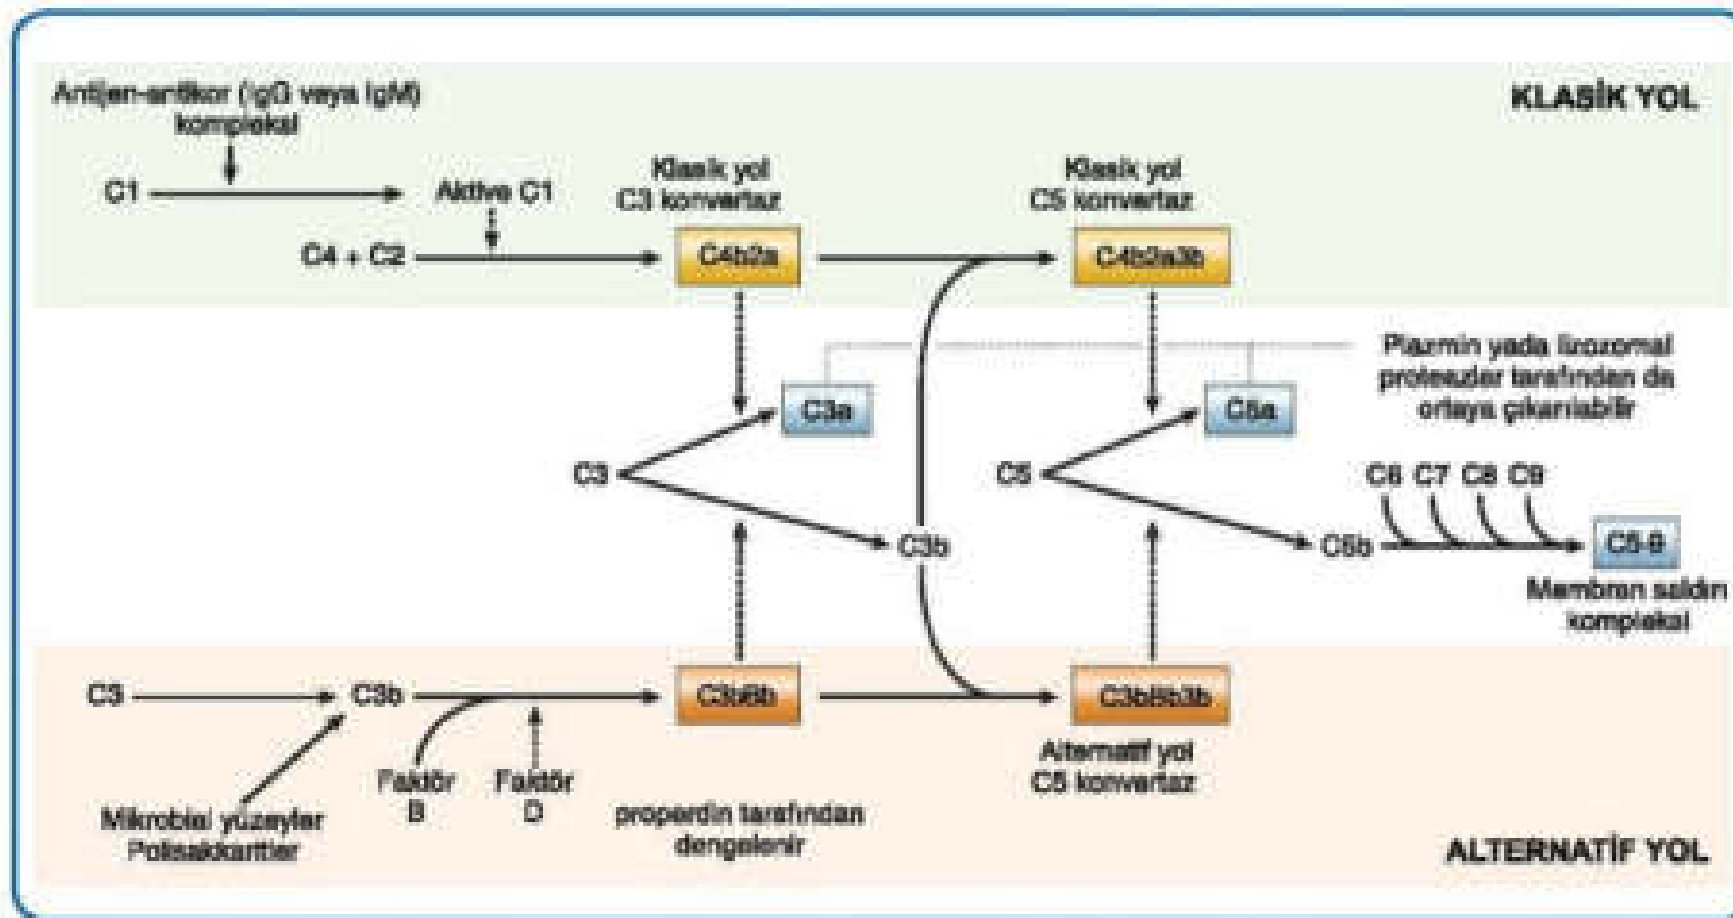 Antijen-antikor (IgG veya IgM)
kompleksi
KLASİK YOL
C1
Aktive C1
Klasik yol
C3 konvertaz
Klasik yol
C5 konvertaz
C4 + C2
C4b2a
C4b2a3b
Plazmin yada lizozomal
proteazlar tarafından da
ortaya çıkarılabilir
C3a
C5a
C3
C5
C6 C7 C8 C9
C3b
C5b
C5-9
Membran saldırı
kompleksi
C3
C3b
C3bBb
C3bBb3b
Alternatif yol
C5 konvertaz
Faktör
B
Faktör
D
Mikrobial yüzeyler
Polisakkaritler
properdin tarafından
dengelenir
ALTERNATİF YOL